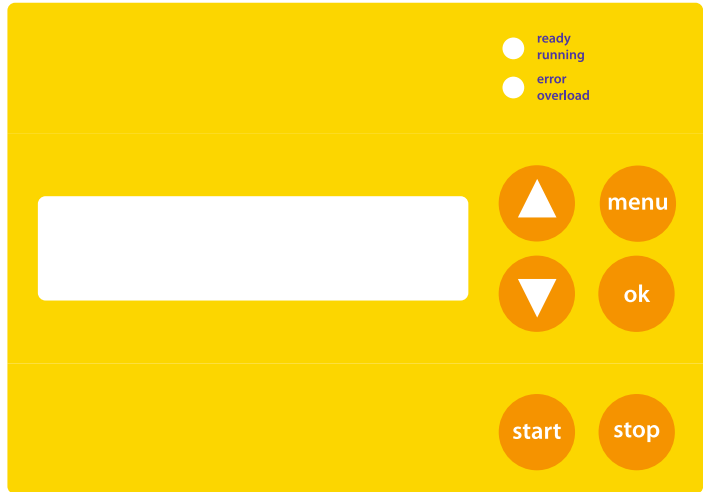 ready
running
error
overload
menu
ok
start
stop